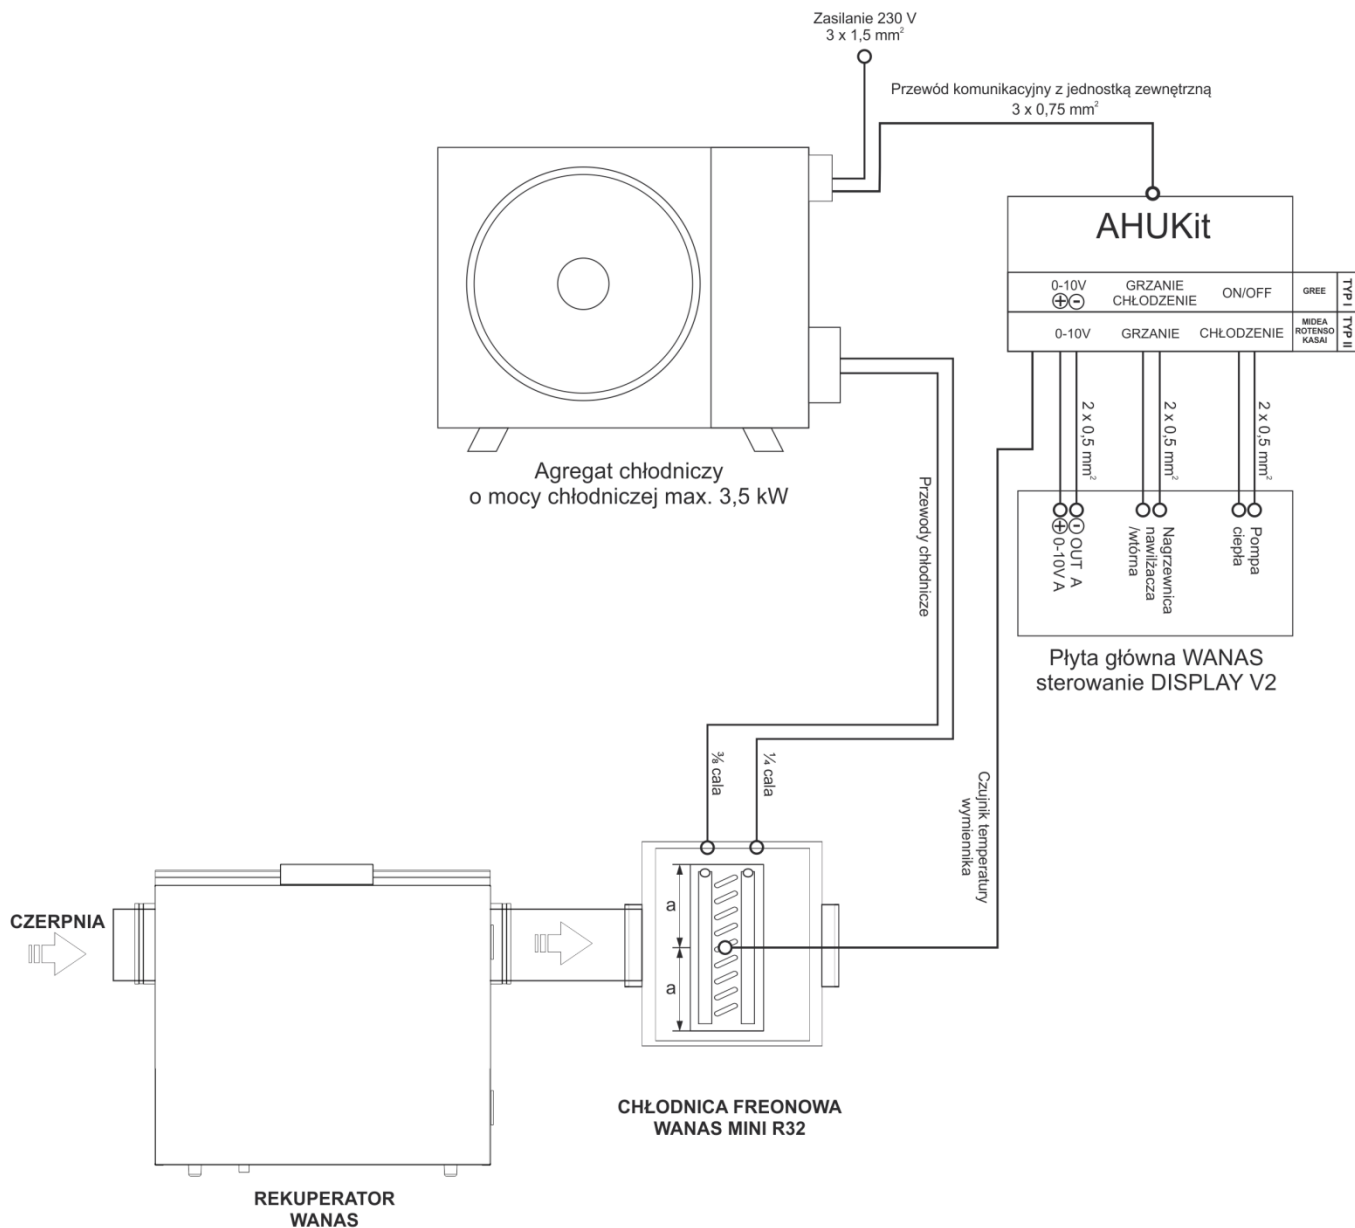 Zasilanie 230 V
3 x 1,5 mm²
Przewód komunikacyjny z jednostką zewnętrzną
3 x 0,75 mm²
AHUKit
0-10V
GRZANIE
CHŁODZENIE
ON/OFF
GREE
TYP I
0-10V
GRZANIE
CHŁODZENIE
MIDEA
ROTENSO
KASAI
TYP II
2 x 0,5 mm²
2 x 0,5 mm²
2 x 0,5 mm²
Agregat chłodniczy
o mocy chłodniczej max. 3,5 kW
Przewody chłodnicze
⊖ OUT A
⊕ 0-10V A
Nagrzewnica
nawilżacza
/wtórna
Pompa
ciepła
Płyta główna WANAS
sterowanie DISPLAY V2
⅜ cala
¼ cala
Czujnik temperatury
wymiennika
CZERPNIA
a
a
CHŁODNICA FREONOWA
WANAS MINI R32
REKUPERATOR
WANAS